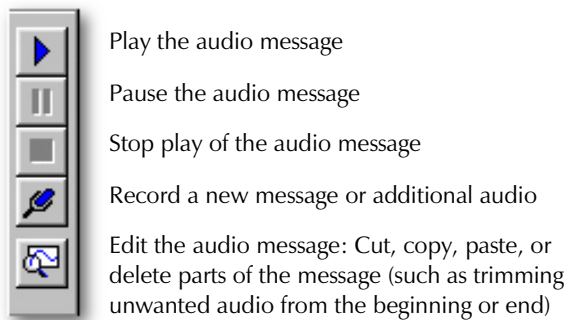 Play the audio message
Pause the audio message
Stop play of the audio message
Record a new message or additional audio
Edit the audio message: Cut, copy, paste, or
delete parts of the message (such as trimming
unwanted audio from the beginning or end)